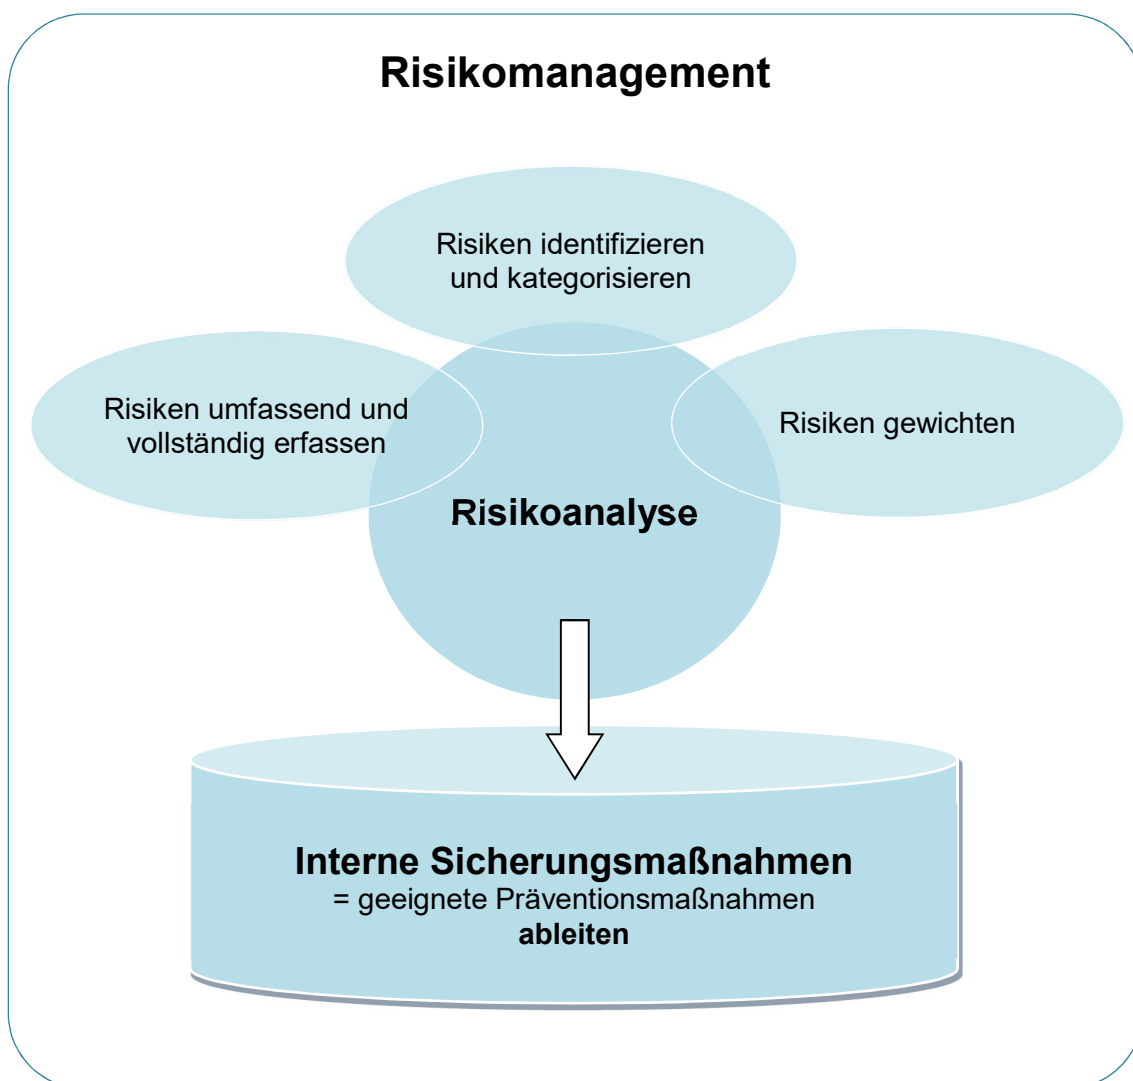 Risikomanagement
Risiken identifizieren
und kategorisieren
Risiken umfassend und
vollständig erfassen
Risiken gewichten
Risikoanalyse
Interne Sicherungsmaßnahmen
= geeignete Präventionsmaßnahmen
ableiten